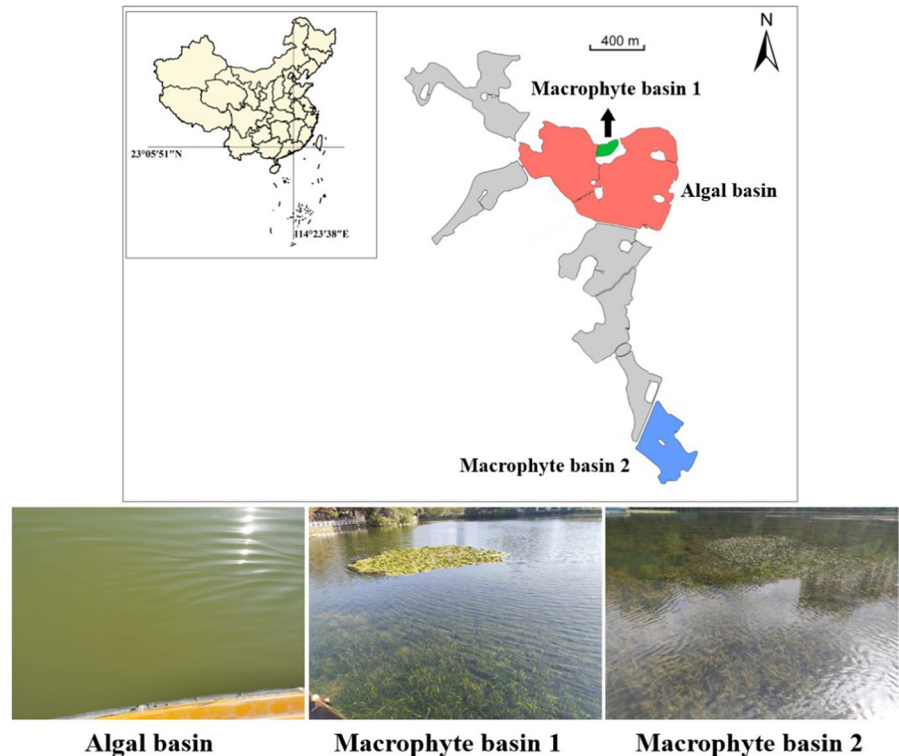 N
400 m
Macrophyte basin 1
23°05′51″N
Algal basin
114°23′38″E
Macrophyte basin 2
Algal basin
Macrophyte basin 1
Macrophyte basin 2